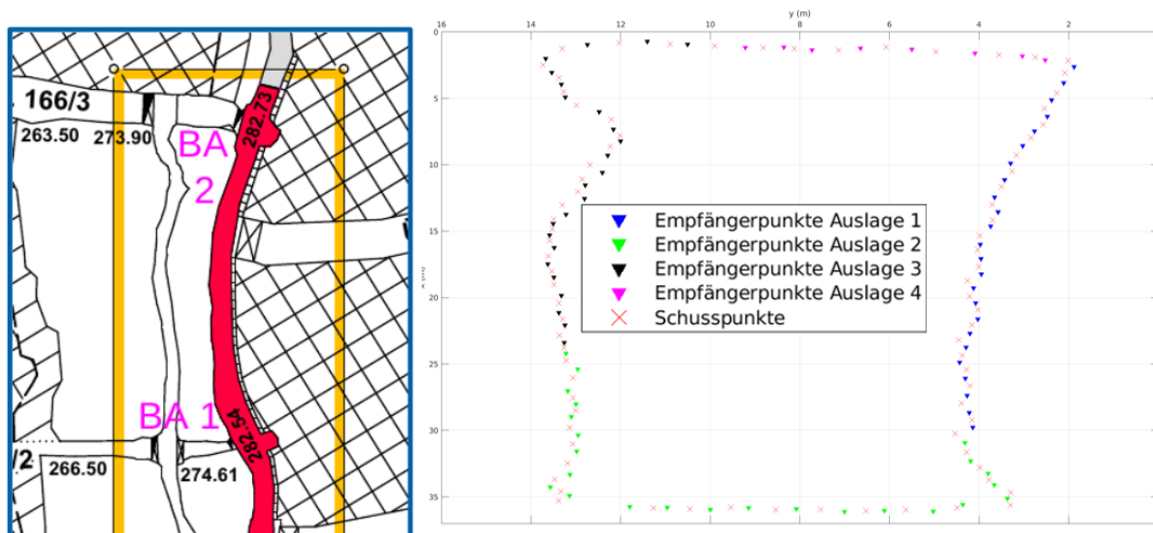 166/3
263.50 273.90
BA
2
282.73
BA 1
282.54
/2
266.50
274.61
y (m)
16 14 12 10 8 6 4 2
0
5
10
15
20
25
30
35
Empfängerpunkte Auslage 1
Empfängerpunkte Auslage 2
Empfängerpunkte Auslage 3
Empfängerpunkte Auslage 4
Schusspunkte